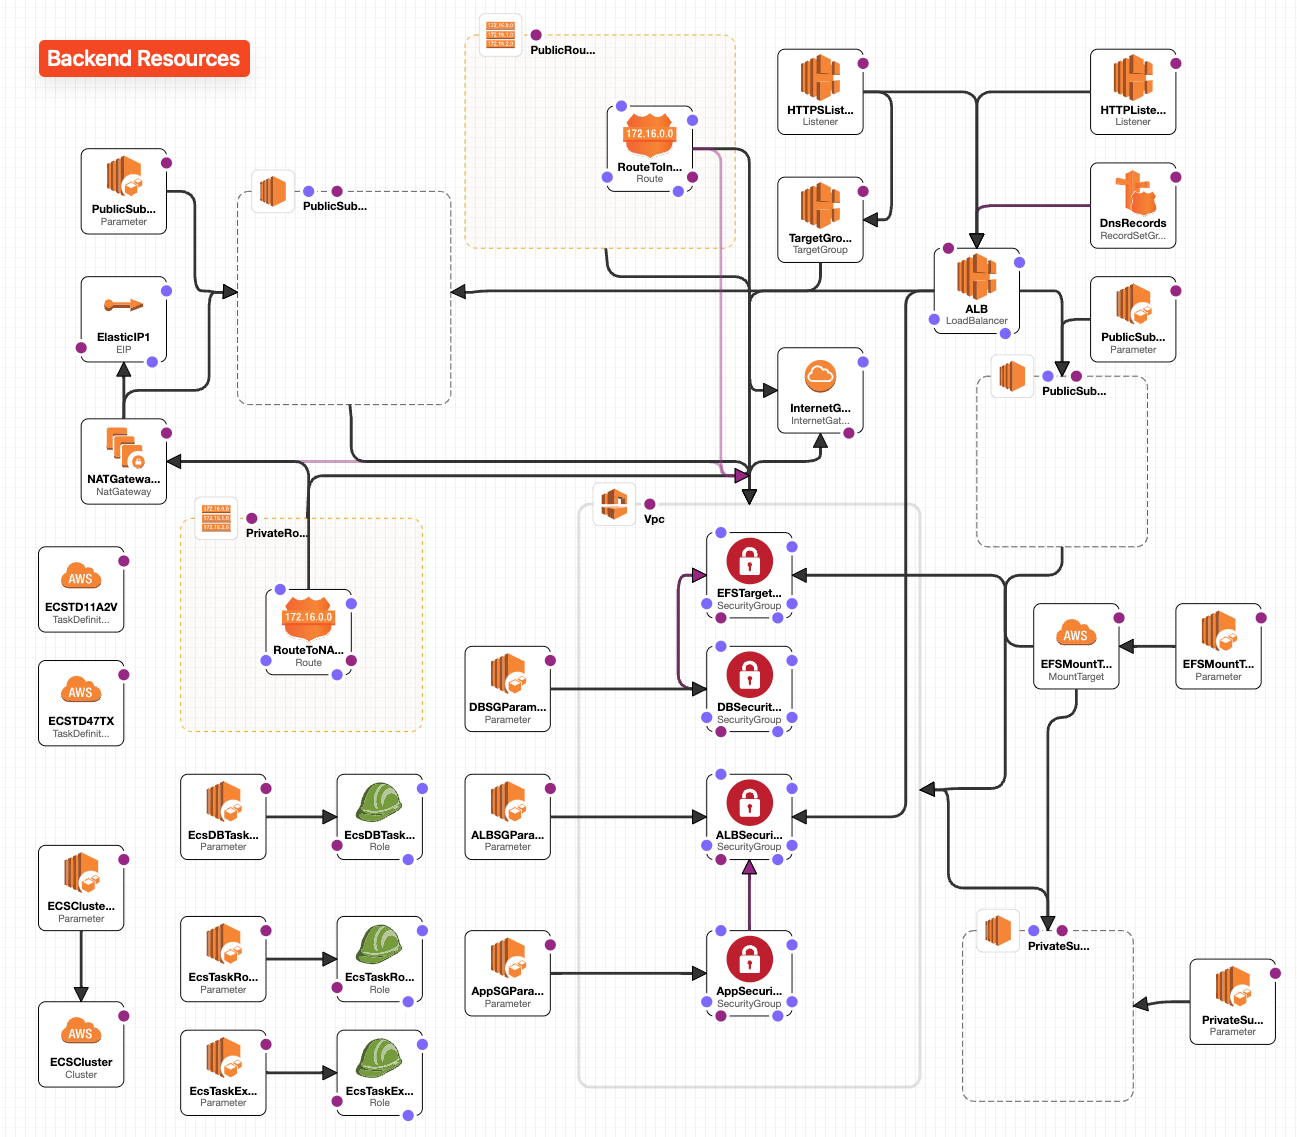 Backend Resources
172.16.0.0
172.16.1.0
172.16.2.0
PublicRou...
172.16.0.0
RouteToIn...
Route
HTTPSList...
Listener
HTTPListe...
Listener
PublicSub...
Parameter
PublicSub...
TargetGro...
TargetGroup
DnsRecords
RecordSetGr...
ElasticIP1
EIP
ALB
LoadBalancer
PublicSub...
Parameter
PublicSub...
InternetG...
InternetGat...
NATGatewa...
NatGateway
172.16.0.0
172.16.1.0
172.16.2.0
PrivateRo...
Vpc
AWS
ECSTD11A2V
TaskDefinit...
172.16.0.0
RouteToNA...
Route
EFSTarget...
SecurityGroup
AWS
EFSMountT...
MountTarget
EFSMountT...
Parameter
AWS
ECSTD47TX
TaskDefinit...
DBSGParam...
Parameter
DBSecurit...
SecurityGroup
EcsDBTask...
Parameter
EcsDBTask...
Role
ALBSGPara...
Parameter
ALBSecuri...
SecurityGroup
ECSCluste...
Parameter
EcsTaskRo...
Parameter
EcsTaskRo...
Role
AppSGPara...
Parameter
AppSecuri...
SecurityGroup
PrivateSu...
PrivateSu...
Parameter
AWS
ECSCluster
Cluster
EcsTaskEx...
Parameter
EcsTaskEx...
Role